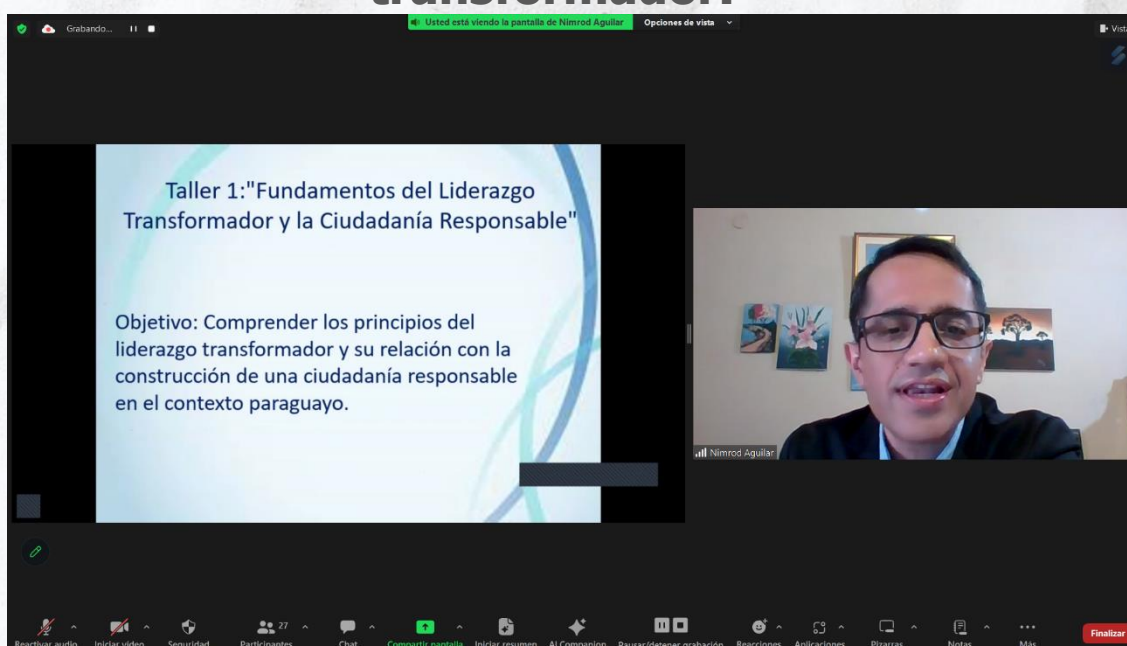 transformador.
Grabando...
Usted está viendo la pantalla de Nimrod Aguilar
Opciones de vista
Vista
Taller 1:"Fundamentos del Liderazgo
Transformador y la Ciudadanía Responsable"
Objetivo: Comprender los principios del
liderazgo transformador y su relación con la
construcción de una ciudadanía responsable
en el contexto paraguayo.
Nimrod Aguilar
Reactivar audio
Iniciar video
Seguridad
27
Participantes
Chat
Compartir pantalla
Iniciar resumen
AI Companion
Pausar/detener grabación
Reacciones
Aplicaciones
Pizarras
Notas
Más
Finalizar